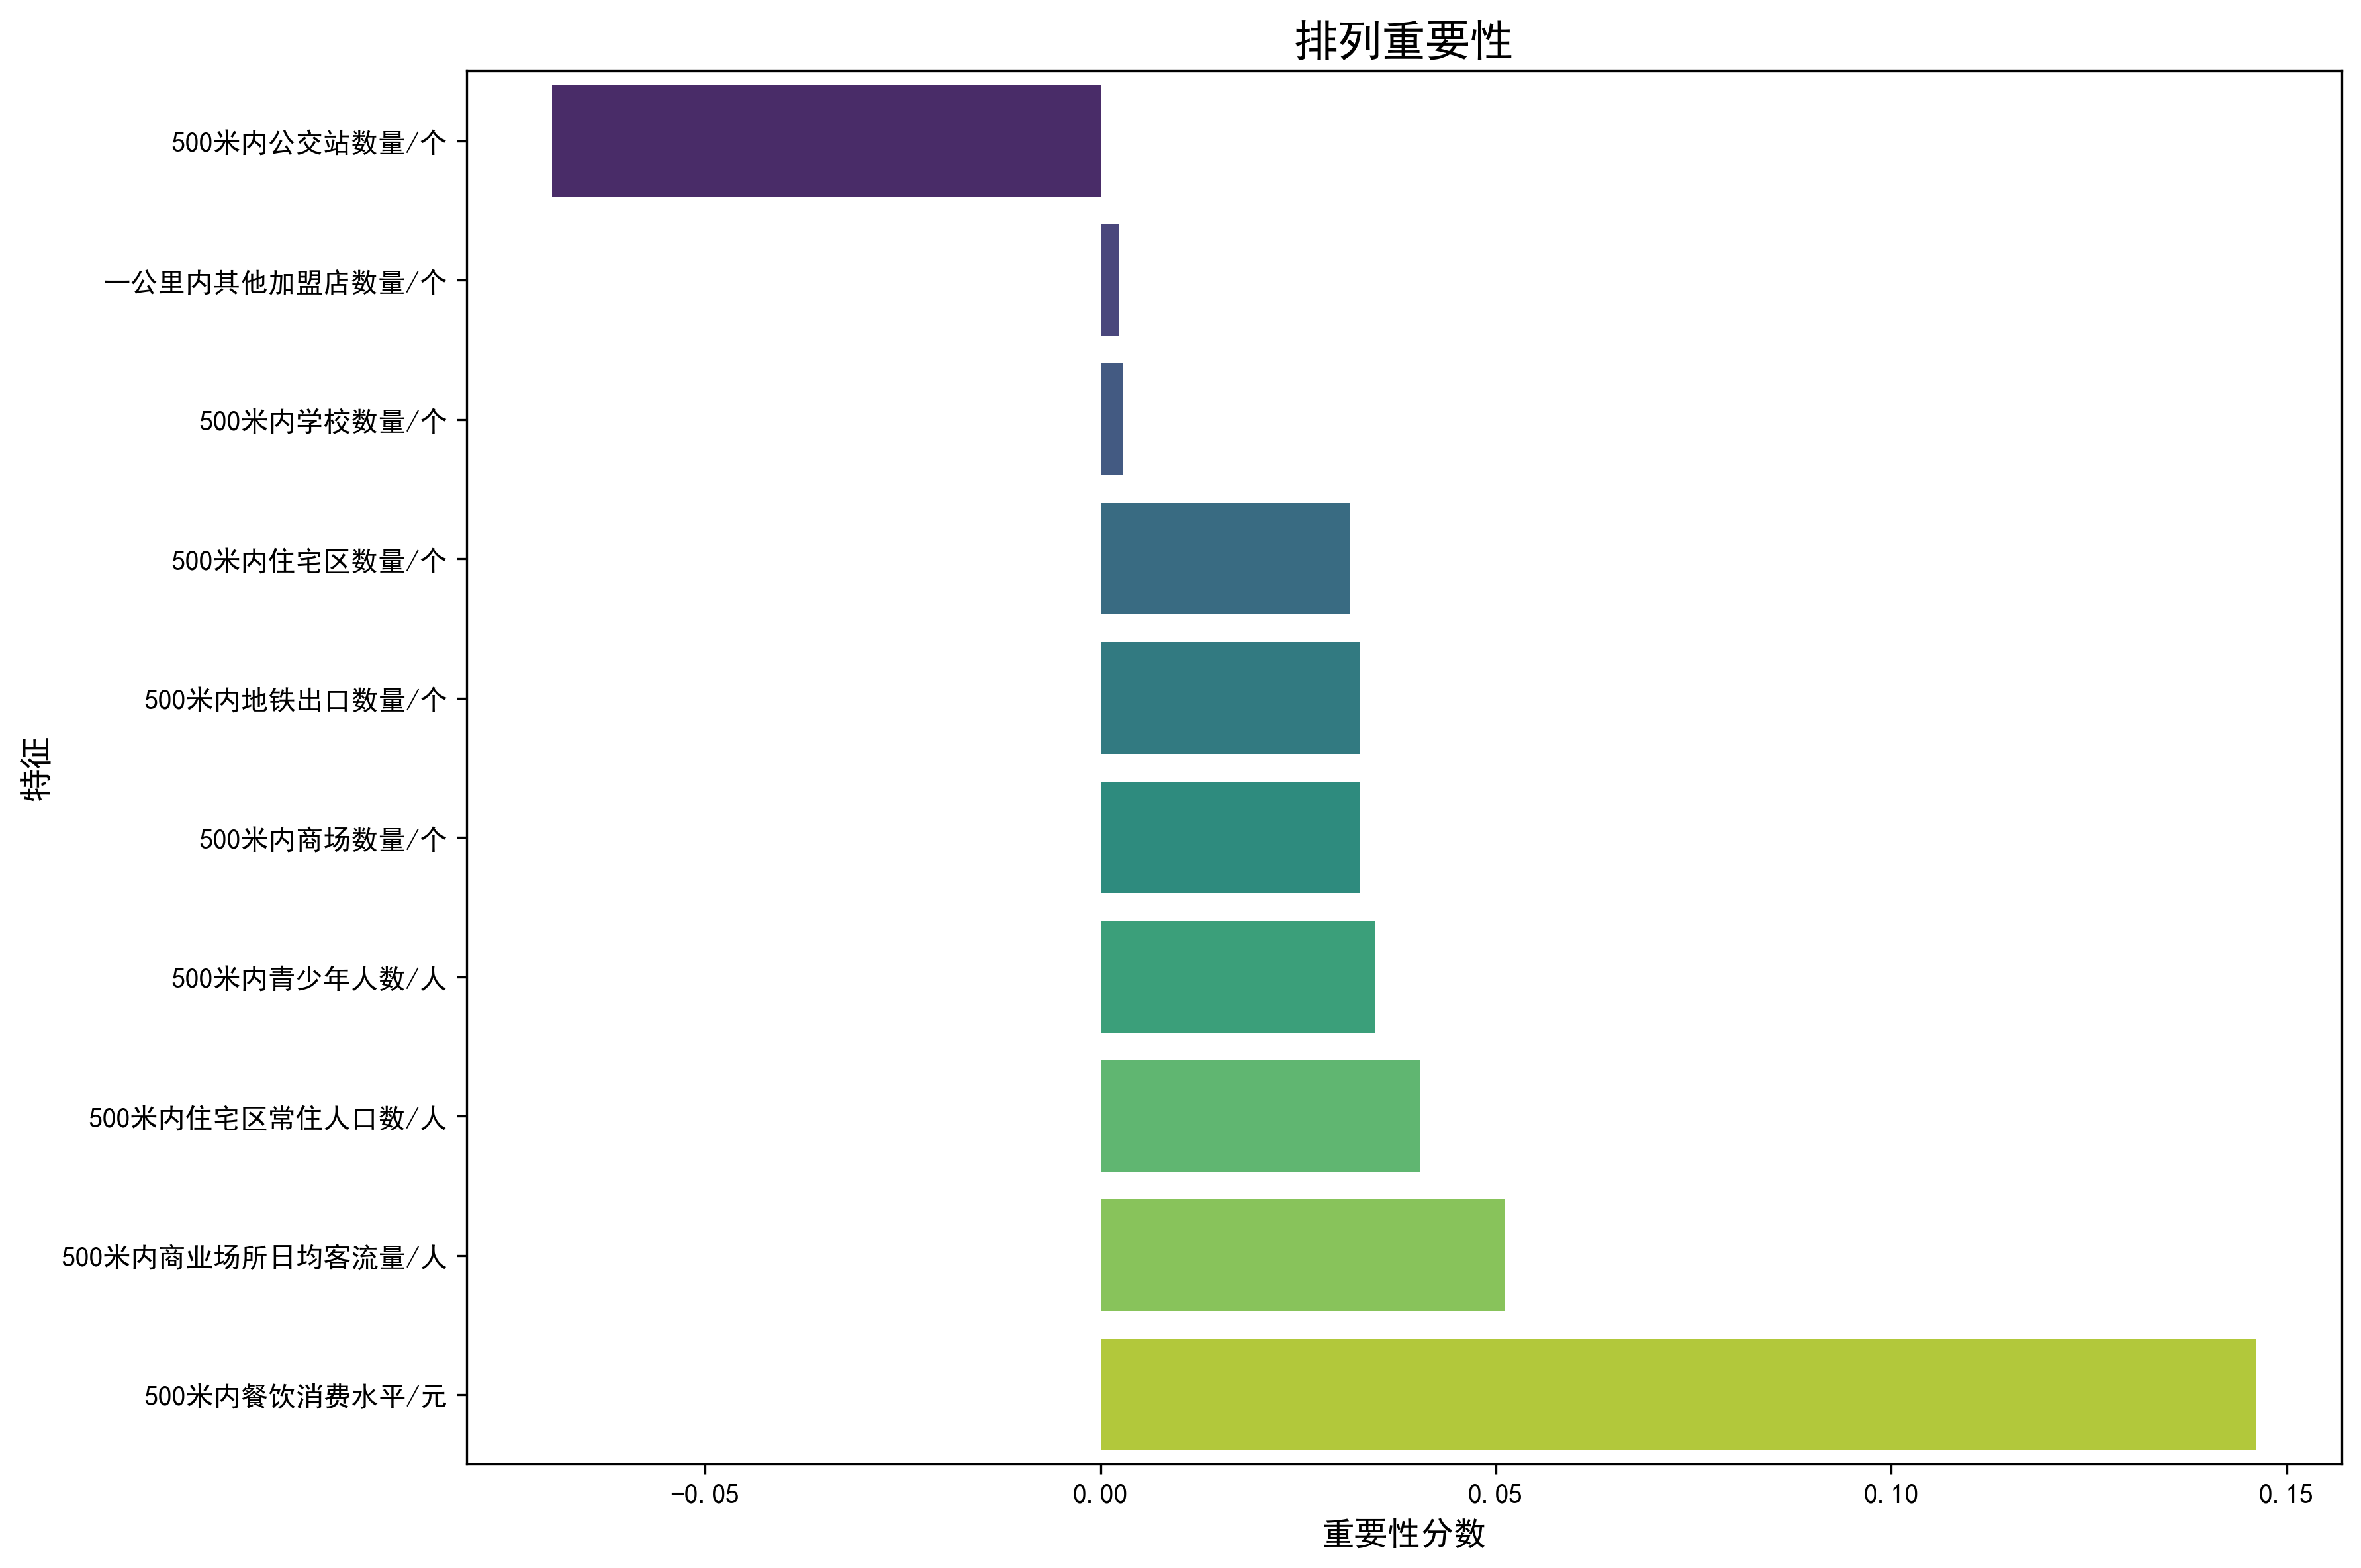 排列重要性
500米内公交站数量/个
一公里内其他加盟店数量/个
500米内学校数量/个
500米内住宅区数量/个
500米内地铁出口数量/个
500米内商场数量/个
500米内青少年人数/人
500米内住宅区常住人口数/人
500米内商业场所日均客流量/人
500米内餐饮消费水平/元
特征
-0.05
0.00
0.05
0.10
0.15
重要性分数